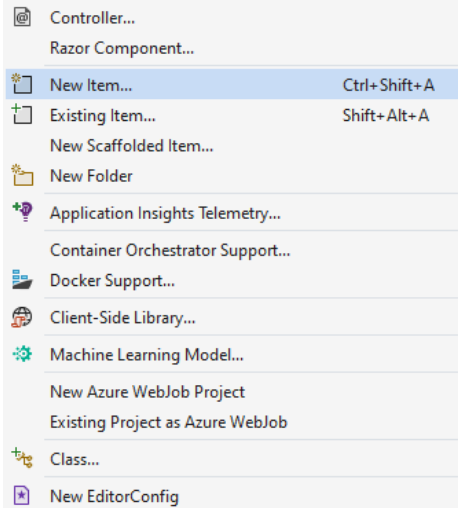 Controller...
Razor Component...
New Item... Ctrl+Shift+A
Existing Item... Shift+Alt+A
New Scaffolded Item...
New Folder
Application Insights Telemetry...
Container Orchestrator Support...
Docker Support...
Client-Side Library...
Machine Learning Model...
New Azure WebJob Project
Existing Project as Azure WebJob
Class...
New EditorConfig